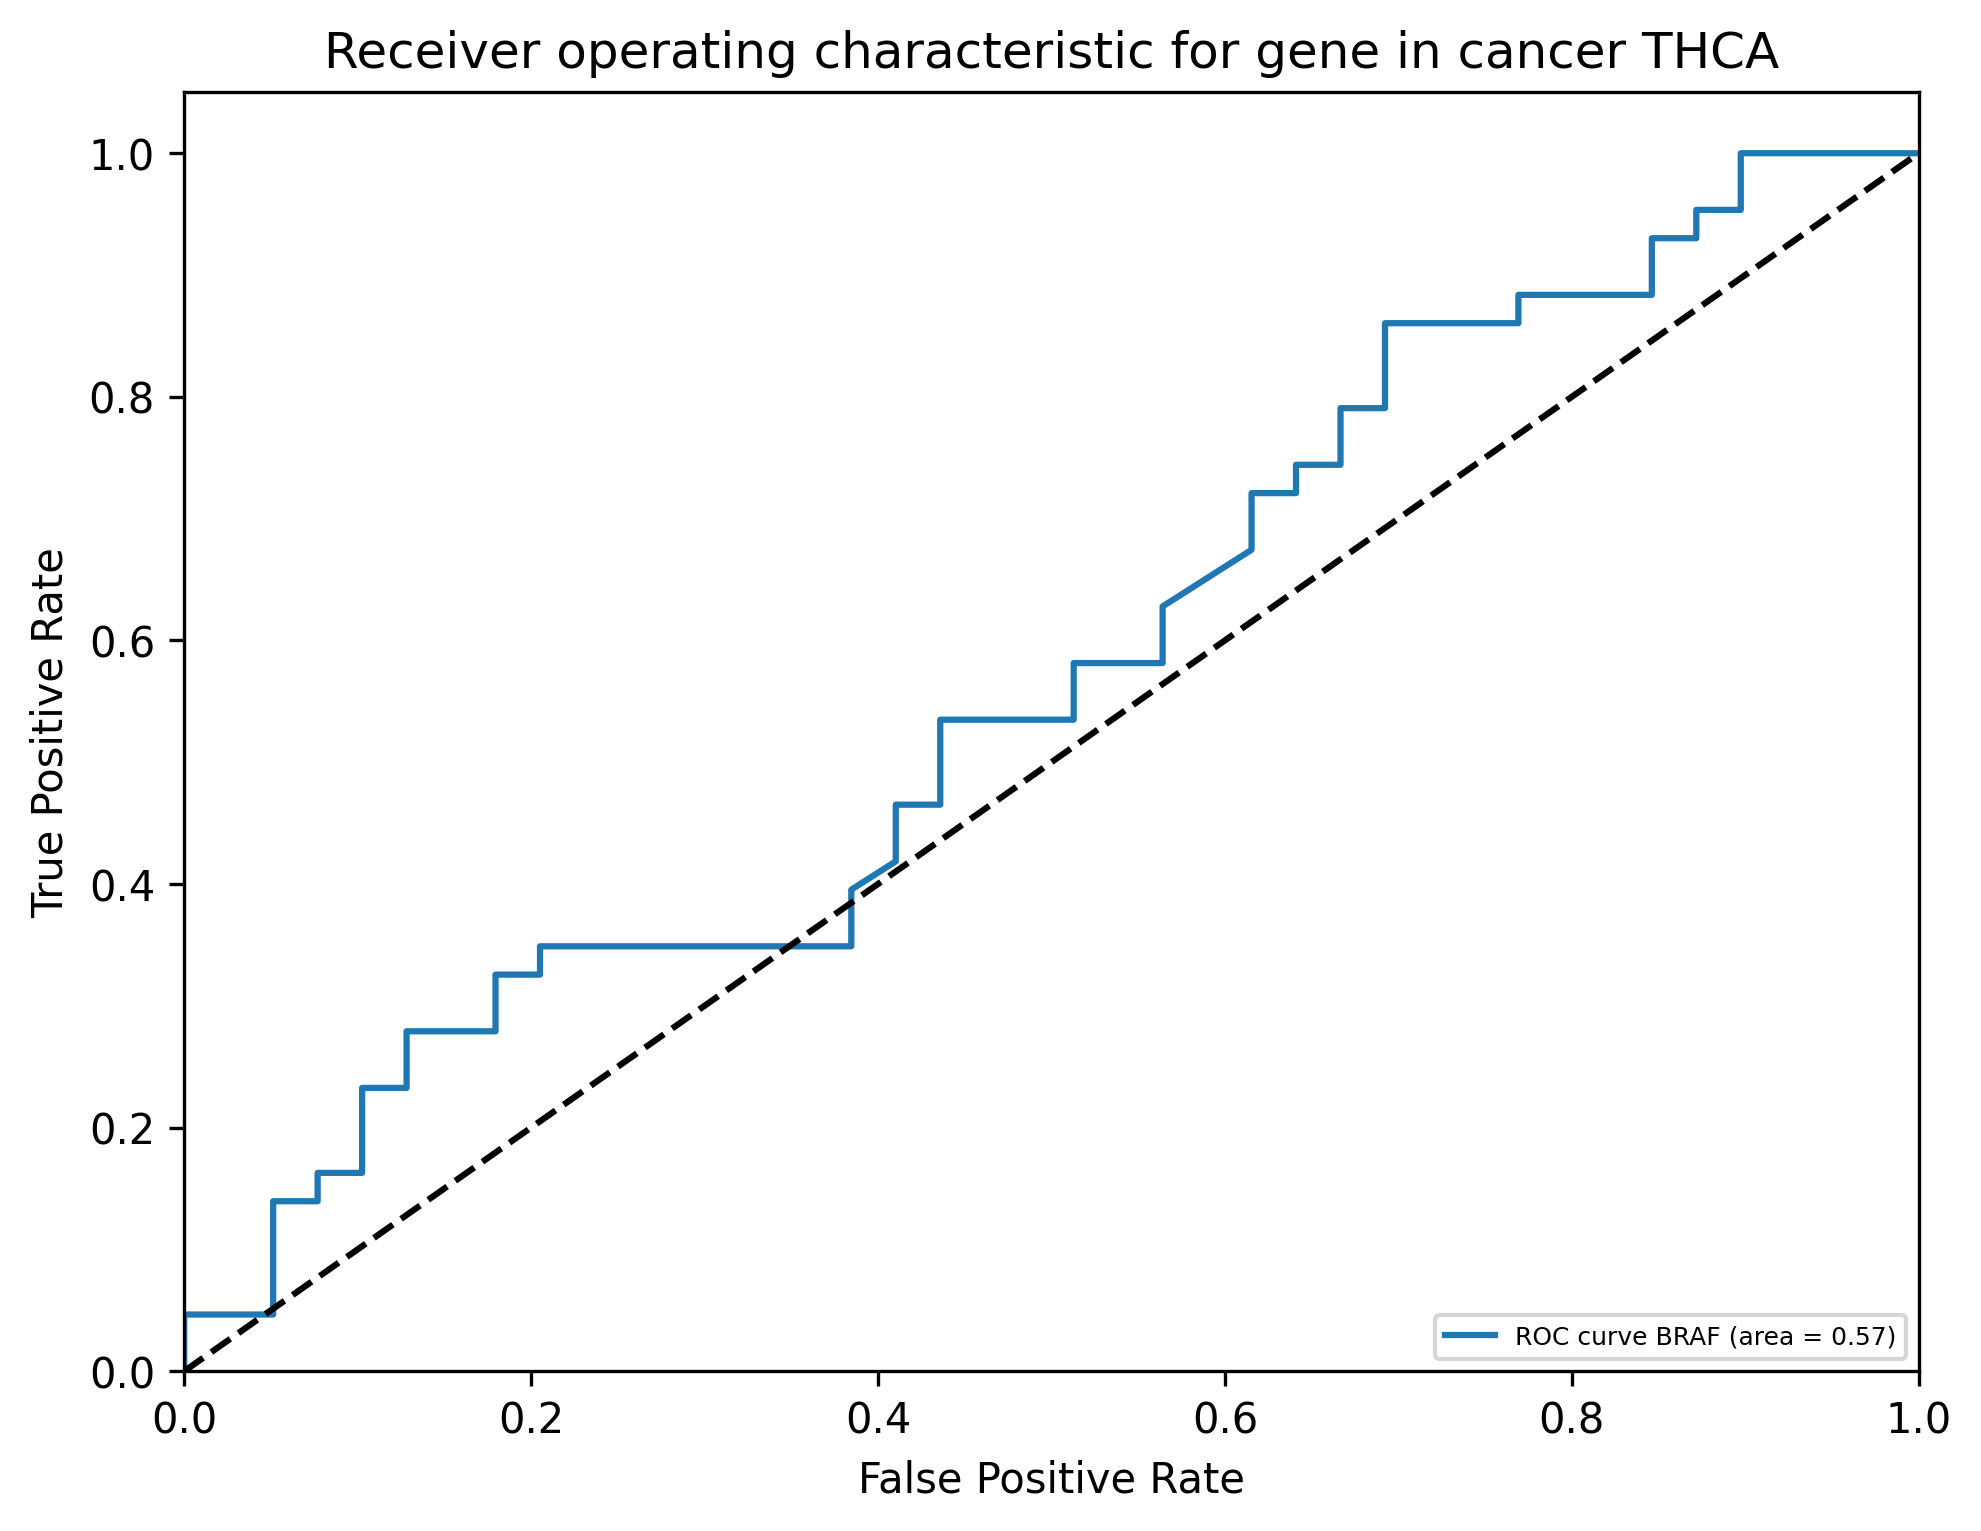 Receiver operating characteristic for gene in cancer THCA
True Positive Rate
1.0
0.8
0.6
0.4
0.2
0.0
0.0 0.2 0.4 0.6 0.8 1.0
False Positive Rate
ROC curve BRAF (area = 0.57)